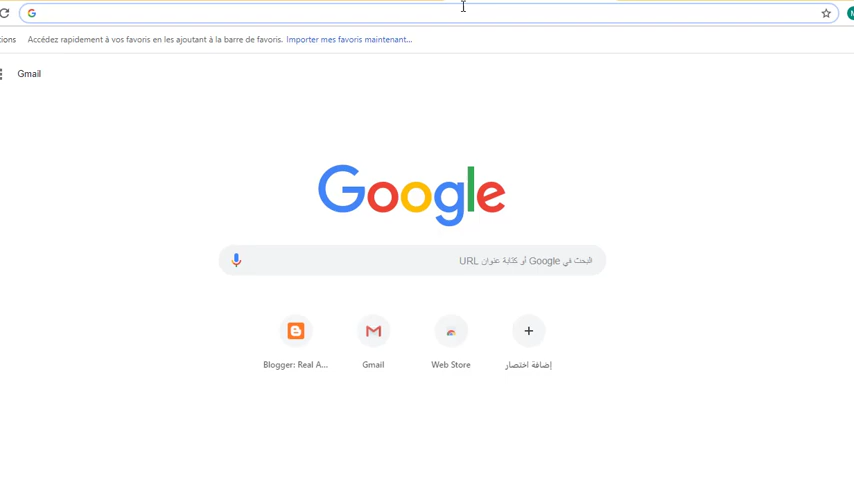 ions Accédez rapidement à vos favoris en les ajoutant à la barre de favoris. Importer mes favoris maintenant...
Gmail
Google
البحث في Google أو كتابة عنوان URL
Blogger: Real A... Gmail Web Store إضافة اختصار